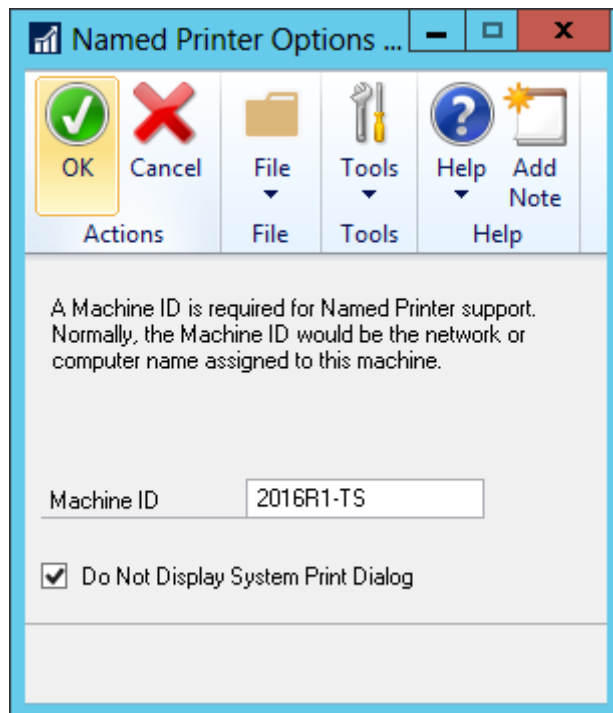 Named Printer Options ...
OK
Cancel
File
Tools
Help
Add
Note
Actions
File
Tools
Help
A Machine ID is required for Named Printer support.
Normally, the Machine ID would be the network or
computer name assigned to this machine.
Machine ID
2016R1-TS
Do Not Display System Print Dialog